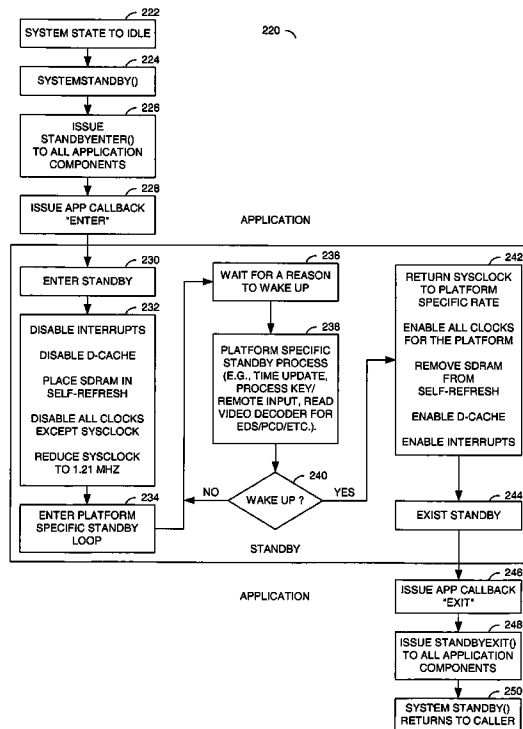 222
SYSTEM STATE TO IDLE
220
224
SYSTEMSTANDBY()
226
ISSUE
STANDBYENTER()
TO ALL APPLICATION
COMPONENTS
228
ISSUE APP CALLBACK
"ENTER"
APPLICATION
230
ENTER STANDBY
232
DISABLE INTERRUPTS
DISABLE D-CACHE
PLACE SDRAM IN
SELF-REFRESH
DISABLE ALL CLOCKS
EXCEPT SYSCLOCK
REDUCE SYSCLOCK
TO 1.21 MHZ
234
ENTER PLATFORM
SPECIFIC STANDBY
LOOP
236
WAIT FOR A REASON
TO WAKE UP
238
PLATFORM SPECIFIC
STANDBY PROCESS
(E.G., TIME UPDATE,
PROCESS KEY/
REMOTE INPUT, READ
VIDEO DECODER FOR
EDS/PCD/ETC.).
240
NO
WAKE UP ?
YES
242
RETURN SYSCLOCK
TO PLATFORM
SPECIFIC RATE
ENABLE ALL CLOCKS
FOR THE PLATFORM
REMOVE SDRAM
FROM
SELF-REFRESH
ENABLE D-CACHE
ENABLE INTERRUPTS
244
EXIST STANDBY
STANDBY
APPLICATION
246
ISSUE APP CALLBACK
"EXIT"
248
ISSUE STANDBYEXIT()
TO ALL APPLICATION
COMPONENTS
250
SYSTEM STANDBY()
RETURNS TO CALLER